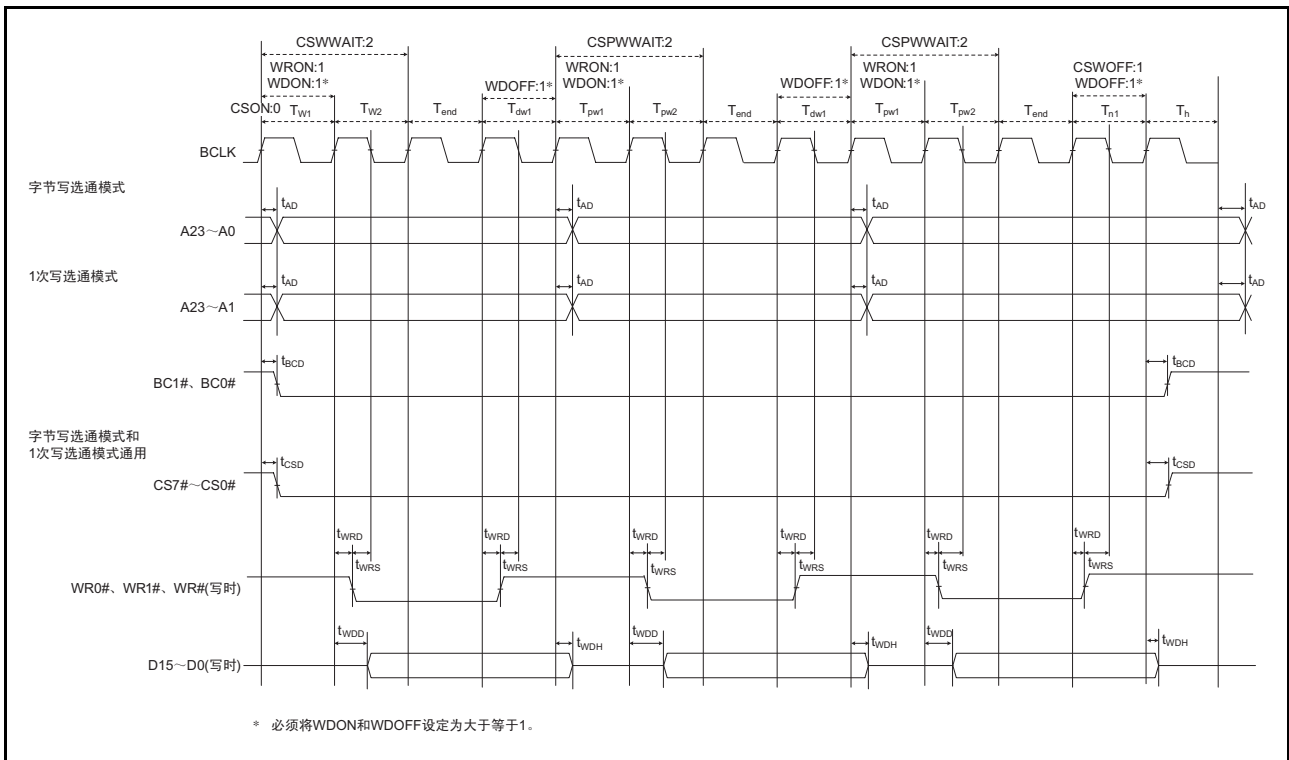 CSWWAIT:2 CSPWWAIT:2 CSPWWAIT:2
WRON:1 WRON:1 WRON:1 CSWOFF:1
WDON:1* WDOFF:1* WDON:1* WDOFF:1* WDON:1* WDOFF:1*
CSON:0 TW1 TW2 Tend Tdw1 Tpw1 Tpw2 Tend Tdw1 Tpw1 Tpw2 Tend Tn1 Th
BCLK
字节写选通模式
tAD tAD tAD tAD
A23～A0
1次写选通模式
tAD tAD tAD tAD
A23～A1
tBCD tBCD
BC1#、BC0#
字节写选通模式和
1次写选通模式通用
tCSD tCSD
CS7#～CS0#
tWRD tWRD tWRD tWRD tWRD tWRD
tWRS tWRS tWRS tWRS tWRS tWRS
WR0#、WR1#、WR#(写时)
tWDD tWDH tWDD tWDH tWDD tWDH
D15～D0(写时)
* 必须将WDON和WDOFF设定为大于等于1。